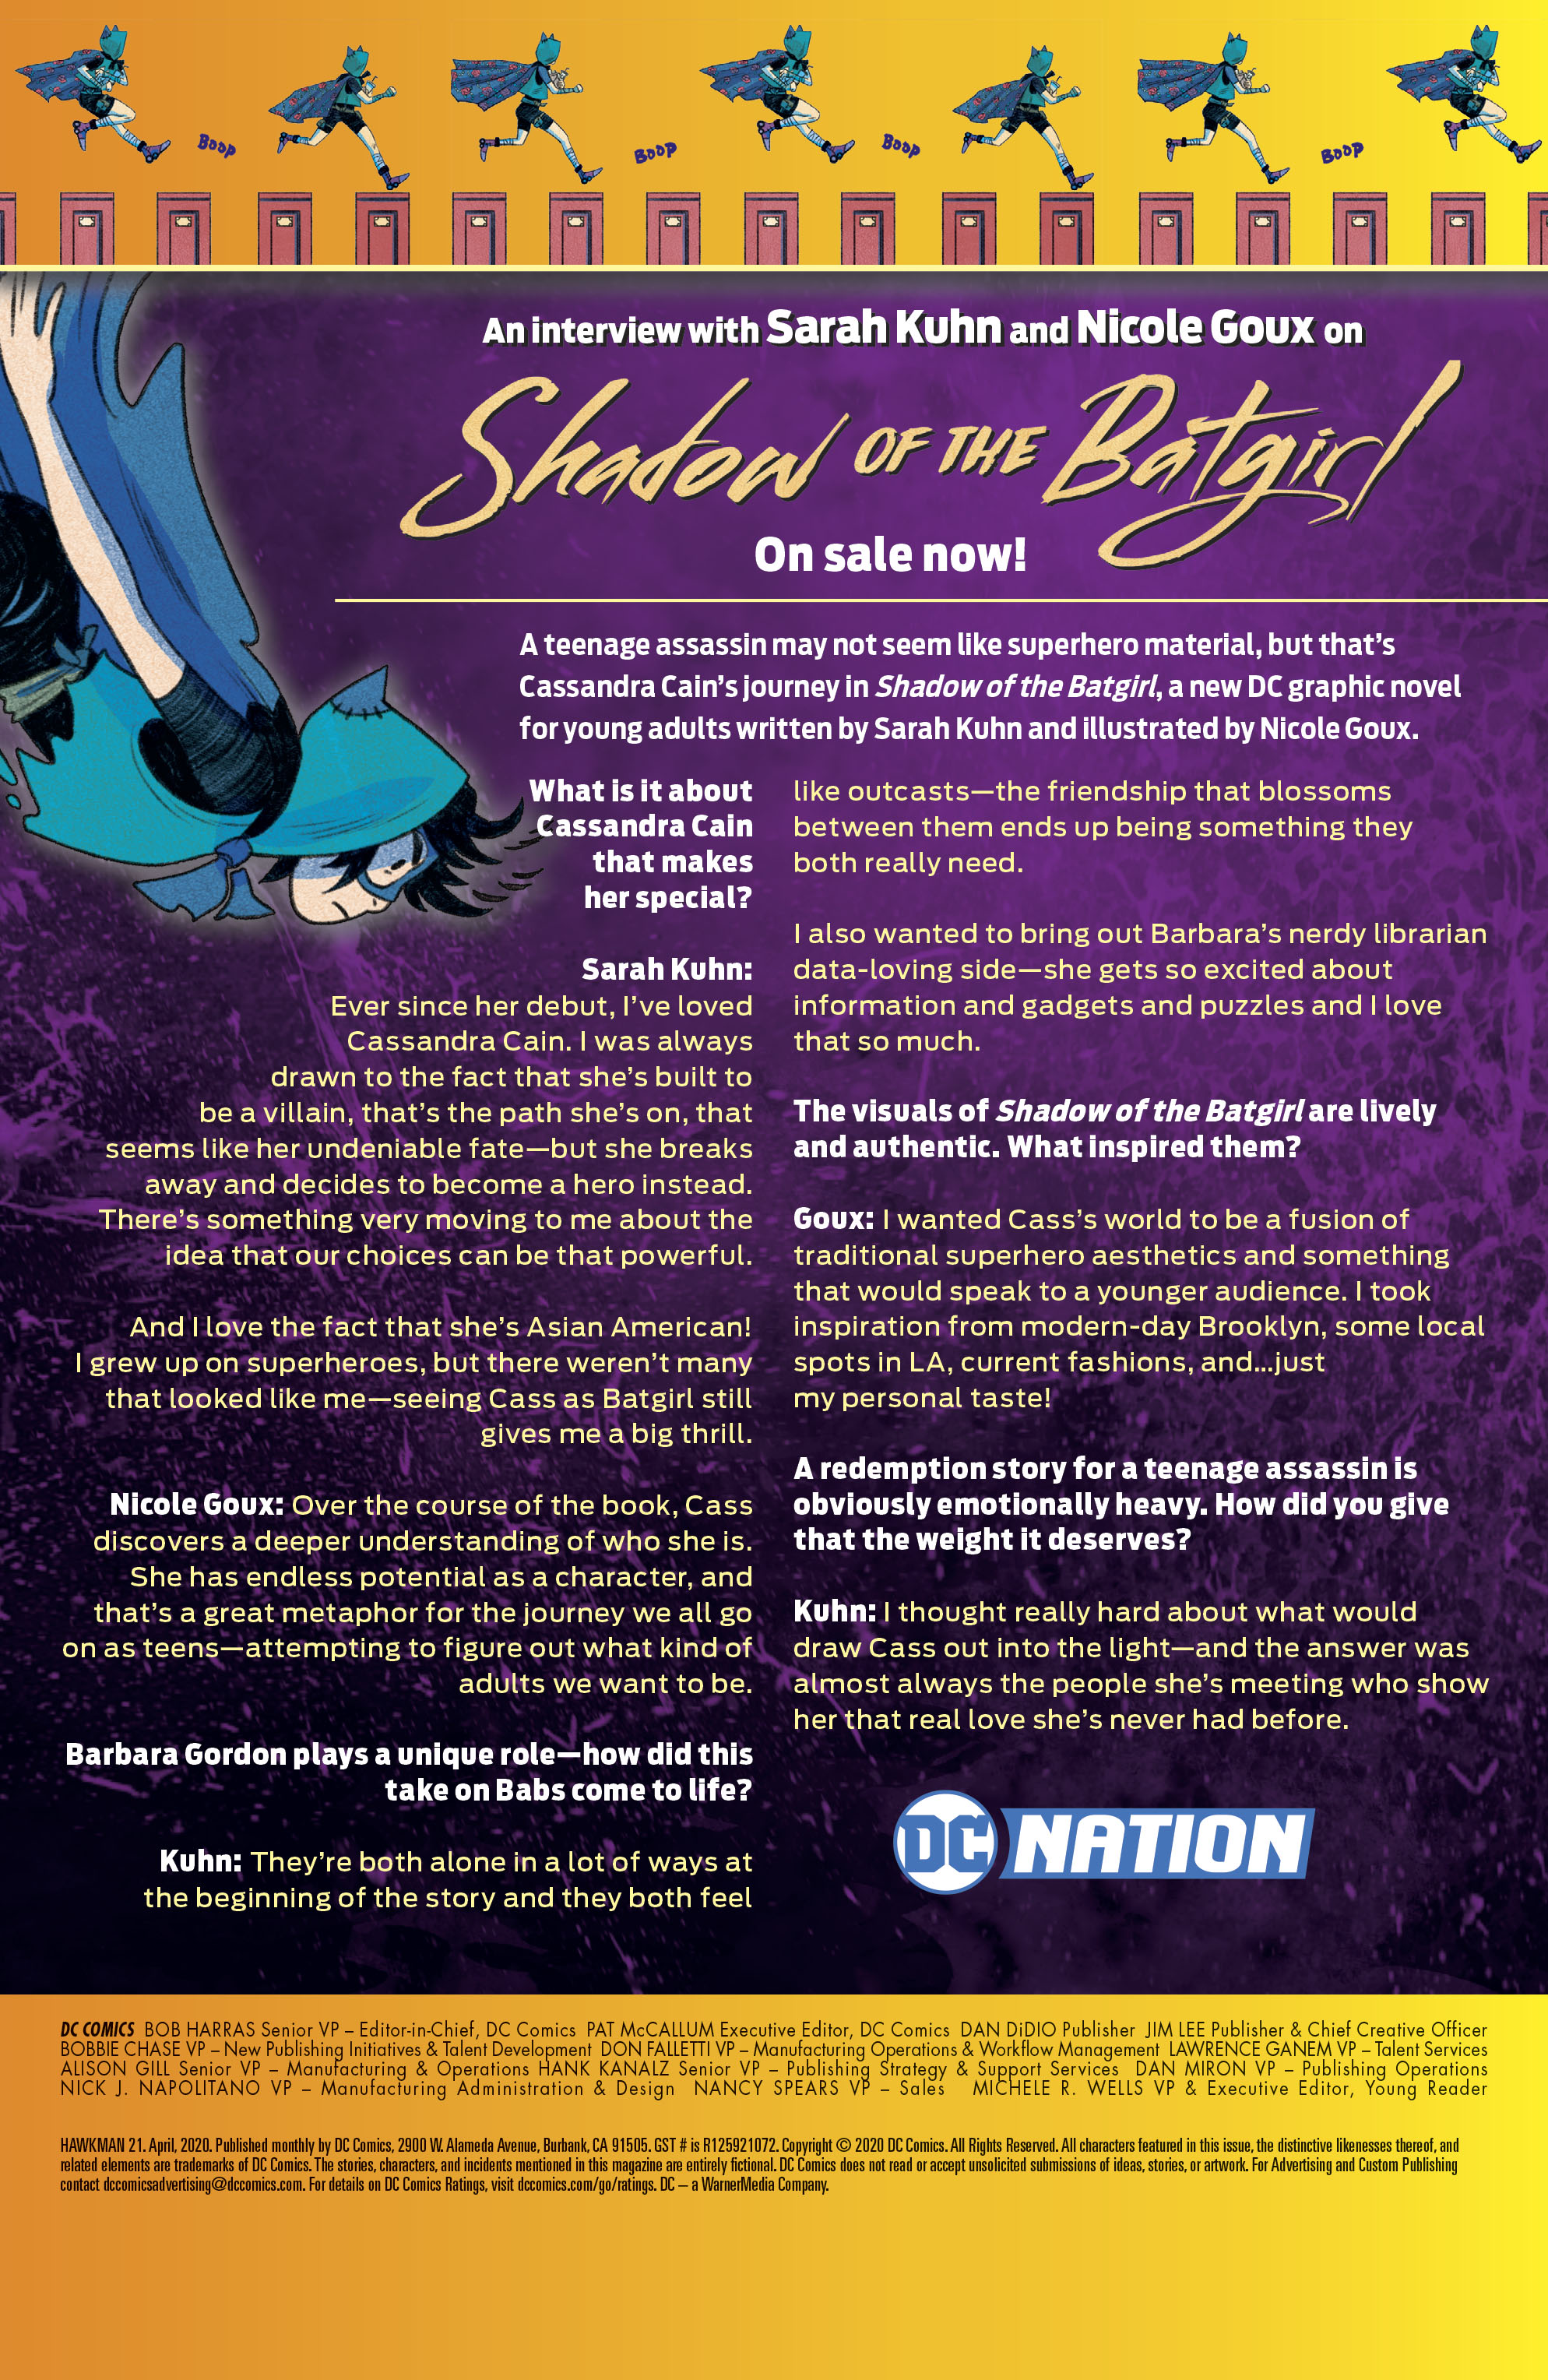 BOOP
BOOP
BOOP
BOOP
An interview with Sarah Kuhn and Nicole Goux on
Shadow OF THE Batgirl
On sale now!
A teenage assassin may not seem like superhero material, but that's
Cassandra Cain's journey in Shadow of the Batgirl, a new DC graphic novel
for young adults written by Sarah Kuhn and illustrated by Nicole Goux.
What is it about
Cassandra Cain
that makes
her special?
Sarah Kuhn:
Ever since her debut, I've loved
Cassandra Cain. I was always
drawn to the fact that she's built to
be a villain, that's the path she's on, that
seems like her undeniable fate—but she breaks
away and decides to become a hero instead.
There's something very moving to me about the
idea that our choices can be that powerful.
And I love the fact that she's Asian American!
I grew up on superheroes, but there weren't many
that looked like me—seeing Cass as Batgirl still
gives me a big thrill.
Nicole Goux: Over the course of the book, Cass
discovers a deeper understanding of who she is.
She has endless potential as a character, and
that's a great metaphor for the journey we all go
on as teens—attempting to figure out what kind of
adults we want to be.
Barbara Gordon plays a unique role—how did this
take on Babs come to life?
Kuhn: They're both alone in a lot of ways at
the beginning of the story and they both feel
like outcasts—the friendship that blossoms
between them ends up being something they
both really need.
I also wanted to bring out Barbara's nerdy librarian
data-loving side—she gets so excited about
information and gadgets and puzzles and I love
that so much.
The visuals of Shadow of the Batgirl are lively
and authentic. What inspired them?
Goux: I wanted Cass's world to be a fusion of
traditional superhero aesthetics and something
that would speak to a younger audience. I took
inspiration from modern-day Brooklyn, some local
spots in LA, current fashions, and...just
my personal taste!
A redemption story for a teenage assassin is
obviously emotionally heavy. How did you give
that the weight it deserves?
Kuhn: I thought really hard about what would
draw Cass out into the light—and the answer was
almost always the people she's meeting who show
her that real love she's never had before.
DC NATION
DC COMICS BOB HARRAS Senior VP – Editor-in-Chief, DC Comics PAT McCALLUM Executive Editor, DC Comics DAN DiDIO Publisher JIM LEE Publisher & Chief Creative Officer
BOBBIE CHASE VP – New Publishing Initiatives & Talent Development DON FALLETTI VP – Manufacturing Operations & Workflow Management LAWRENCE GANEM VP – Talent Services
ALISON GILL Senior VP – Manufacturing & Operations HANK KANALZ Senior VP – Publishing Strategy & Support Services DAN MIRON VP – Publishing Operations
NICK J. NAPOLITANO VP – Manufacturing Administration & Design NANCY SPEARS VP – Sales MICHELE R. WELLS VP & Executive Editor, Young Reader
HAWKMAN 21. April, 2020. Published monthly by DC Comics, 2900 W. Alameda Avenue, Burbank, CA 91505. GST # is R125921072. Copyright © 2020 DC Comics. All Rights Reserved. All characters featured in this issue, the distinctive likenesses thereof, and
related elements are trademarks of DC Comics. The stories, characters, and incidents mentioned in this magazine are entirely fictional. DC Comics does not read or accept unsolicited submissions of ideas, stories, or artwork. For Advertising and Custom Publishing
contact dccomicsadvertising@dccomics.com. For details on DC Comics Ratings, visit dccomics.com/go/ratings. DC – a WarnerMedia Company.